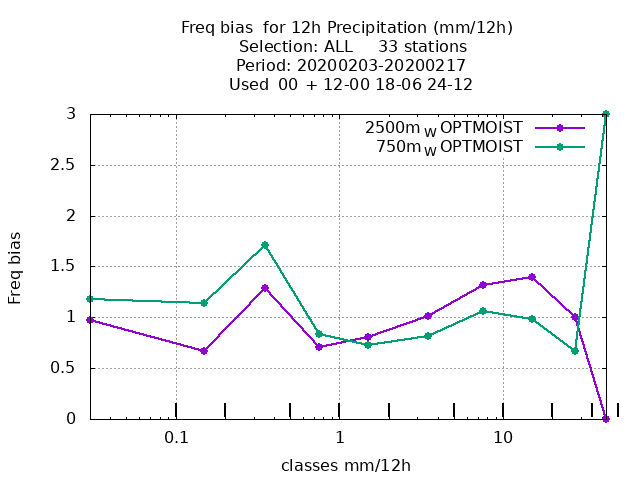 Freq bias  for 12h Precipitation (mm/12h)
Selection: ALL     33 stations
Period: 20200203-20200217
Used  00 + 12-00 18-06 24-12
2500m W OPTMOIST
750m W OPTMOIST
3
2.5
2
1.5
1
0.5
0
Freq bias
0.1 1 10
classes mm/12h